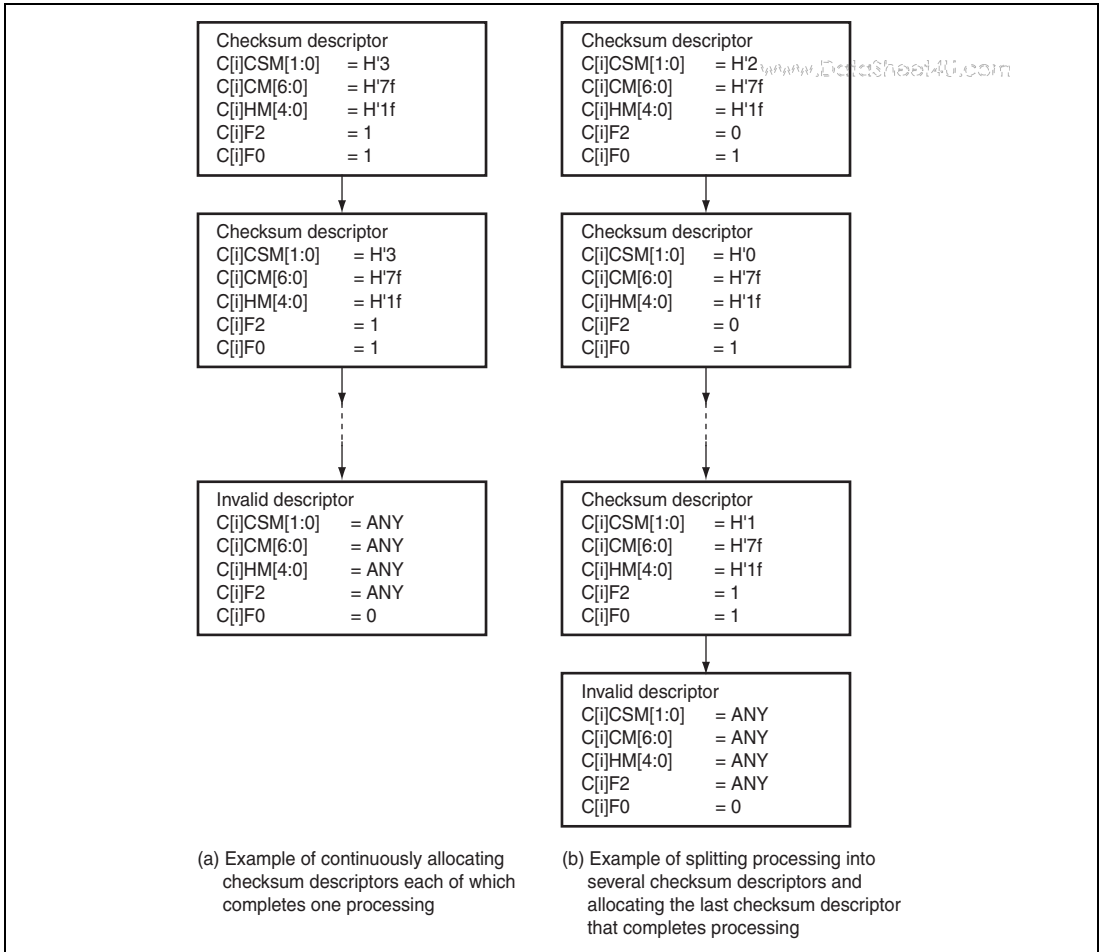 Checksum descriptor
C[i]CSM[1:0] = H'3
C[i]CM[6:0] = H'7f
C[i]HM[4:0] = H'1f
C[i]F2 = 1
C[i]F0 = 1
Checksum descriptor
C[i]CSM[1:0] = H'3
C[i]CM[6:0] = H'7f
C[i]HM[4:0] = H'1f
C[i]F2 = 1
C[i]F0 = 1
Invalid descriptor
C[i]CSM[1:0] = ANY
C[i]CM[6:0] = ANY
C[i]HM[4:0] = ANY
C[i]F2 = ANY
C[i]F0 = 0
(a) Example of continuously allocating
checksum descriptors each of which
completes one processing
Checksum descriptor
C[i]CSM[1:0] = H'2
www.DataSheet4U.com
C[i]CM[6:0] = H'7f
C[i]HM[4:0] = H'1f
C[i]F2 = 0
C[i]F0 = 1
Checksum descriptor
C[i]CSM[1:0] = H'0
C[i]CM[6:0] = H'7f
C[i]HM[4:0] = H'1f
C[i]F2 = 0
C[i]F0 = 1
Checksum descriptor
C[i]CSM[1:0] = H'1
C[i]CM[6:0] = H'7f
C[i]HM[4:0] = H'1f
C[i]F2 = 1
C[i]F0 = 1
Invalid descriptor
C[i]CSM[1:0] = ANY
C[i]CM[6:0] = ANY
C[i]HM[4:0] = ANY
C[i]F2 = ANY
C[i]F0 = 0
(b) Example of splitting processing into
several checksum descriptors and
allocating the last checksum descriptor
that completes processing